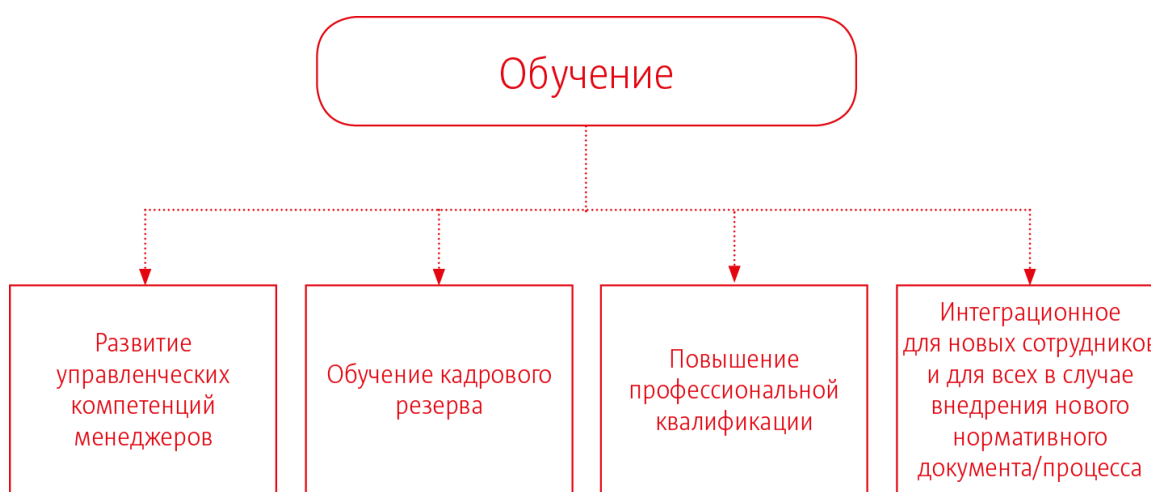 Обучение
Развитие
управленческих
компетенций
менеджеров
Обучение кадрового
резерва
Повышение
профессиональной
квалификации
Интеграционное
для новых сотрудников
и для всех в случае
внедрения нового
нормативного
документа/процесса